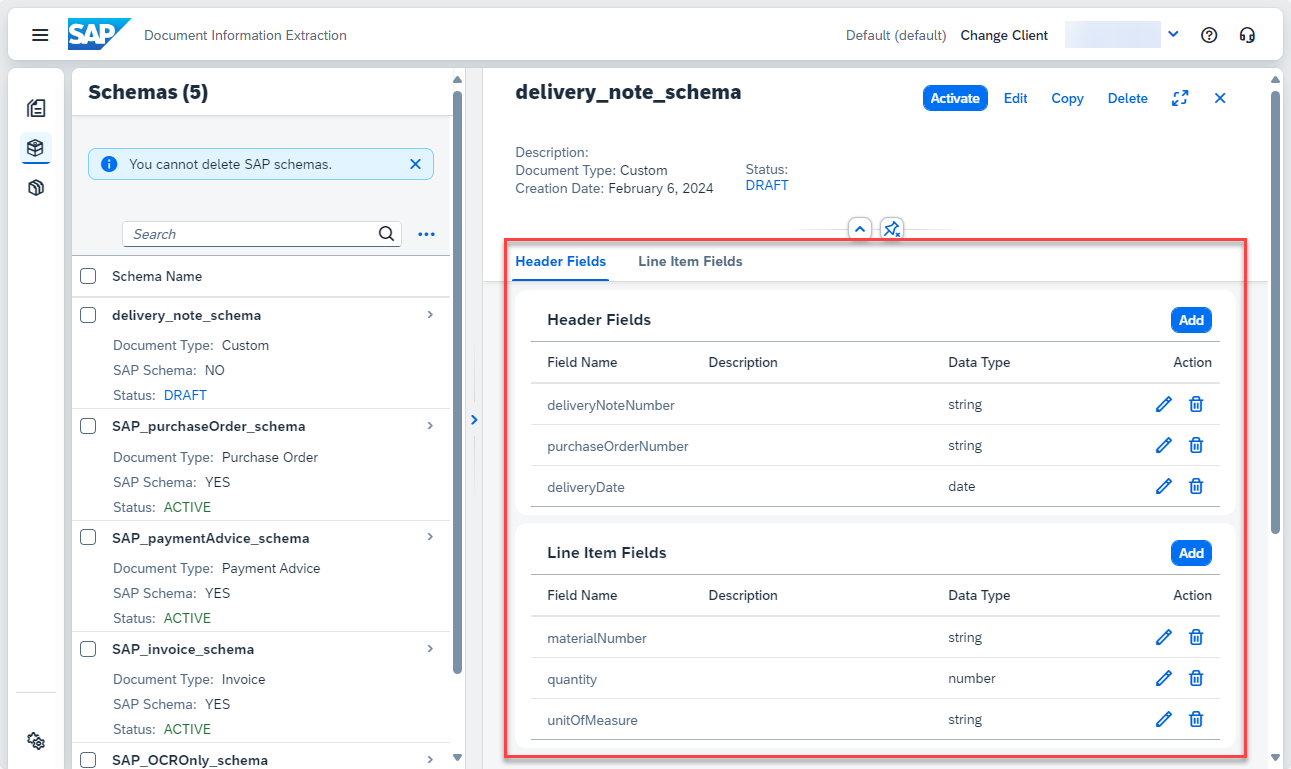 SAP Document Information Extraction Default (default) Change Client
Schemas (5)
You cannot delete SAP schemas.
Search
Schema Name
delivery_note_schema
Document Type: Custom
SAP Schema: NO
Status: DRAFT
SAP_purchaseOrder_schema
Document Type: Purchase Order
SAP Schema: YES
Status: ACTIVE
SAP_paymentAdvice_schema
Document Type: Payment Advice
SAP Schema: YES
Status: ACTIVE
SAP_invoice_schema
Document Type: Invoice
SAP Schema: YES
Status: ACTIVE
SAP_OCROnly_schema
delivery_note_schema
Activate Edit Copy Delete
Description:
Document Type: Custom
Creation Date: February 6, 2024
Status:
DRAFT
Header Fields Line Item Fields
Header Fields Add
Field Name Description Data Type Action
deliveryNoteNumber string
purchaseOrderNumber string
deliveryDate date
Line Item Fields Add
Field Name Description Data Type Action
materialNumber string
quantity number
unitOfMeasure string